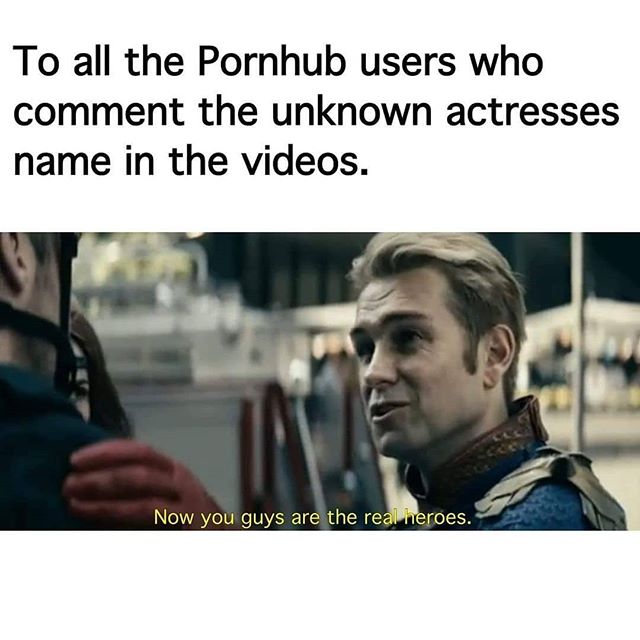 To all the Pornhub users who
comment the unknown actresses
name in the videos.
Now you guys are the real heroes.